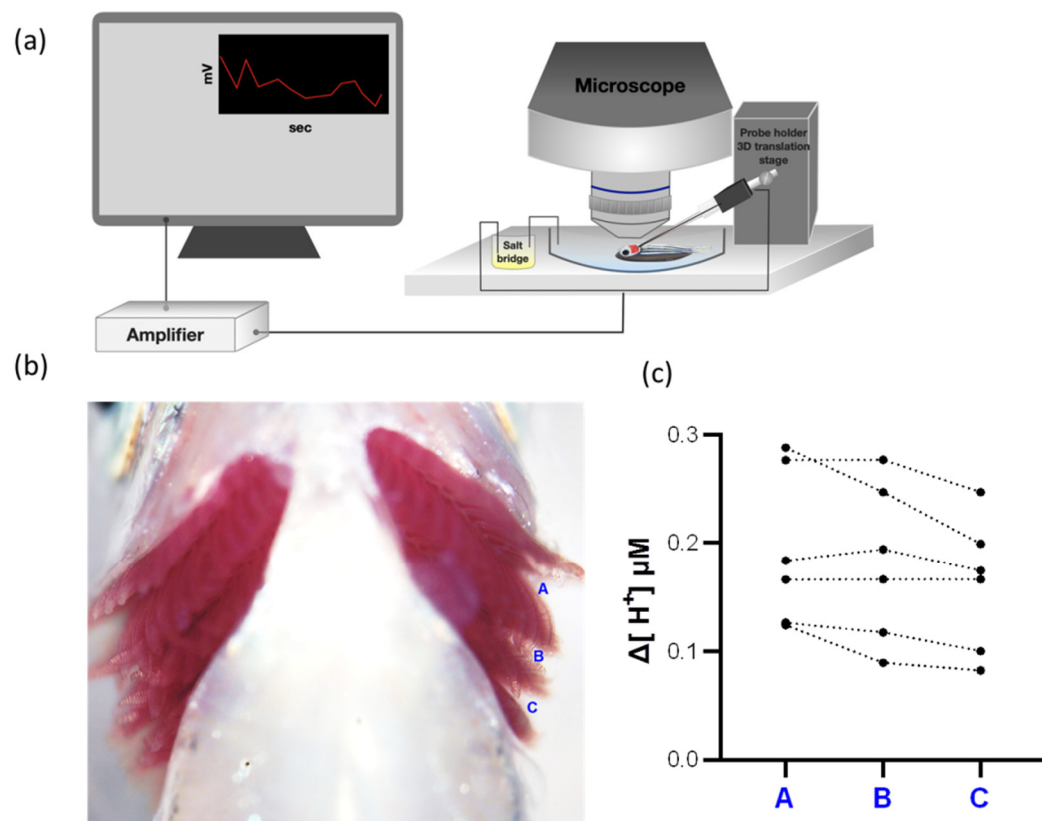 (a)
mV
sec
Microscope
Probe holder
3D translation
stage
Salt
bridge
Amplifier
(b)
A
B
C
(c)
Δ[ H⁺] µM
0.3
0.2
0.1
0.0
A
B
C